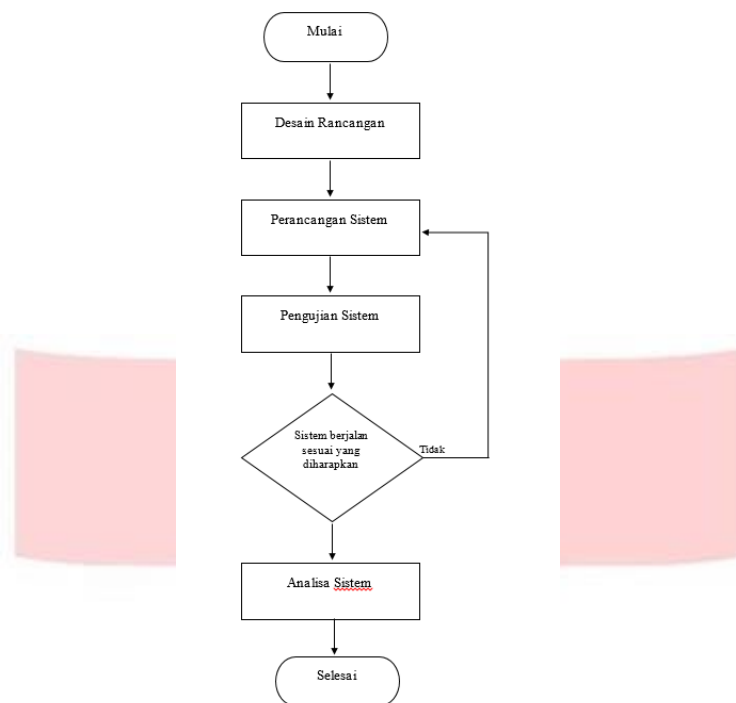 Mulai
Desain Rancangan
Perancangan Sistem
Pengujian Sistem
Sistem berjalan
sesuai yang
diharapkan
Tidak
Analisa Sistem
Selesai